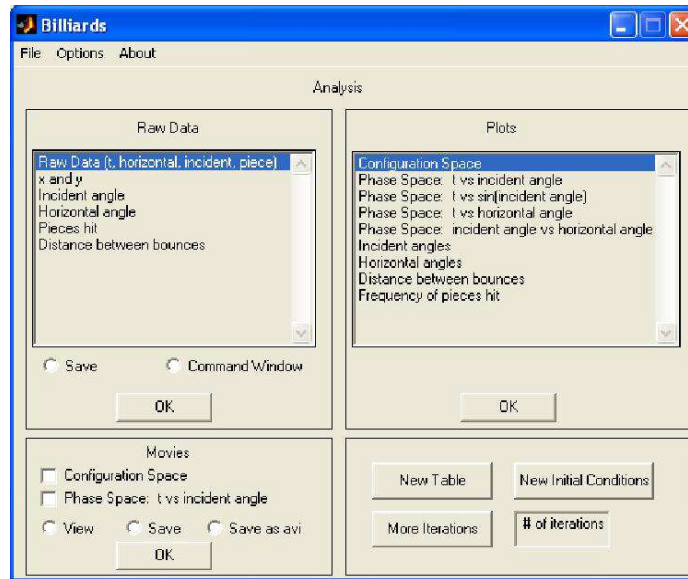 Billiards
File Options About
Analysis
Raw Data
Raw Data (t, horizontal, incident, piece)
x and y
Incident angle
Horizontal angle
Pieces hit
Distance between bounces
Save Command Window
OK
Plots
Configuration Space
Phase Space: t vs incident angle
Phase Space: t vs sin(incident angle)
Phase Space: t vs horizontal angle
Phase Space: incident angle vs horizontal angle
Incident angles
Horizontal angles
Distance between bounces
Frequency of pieces hit
OK
Movies
Configuration Space
Phase Space: t vs incident angle
View Save Save as avi
OK
New Table New Initial Conditions
More Iterations # of iterations